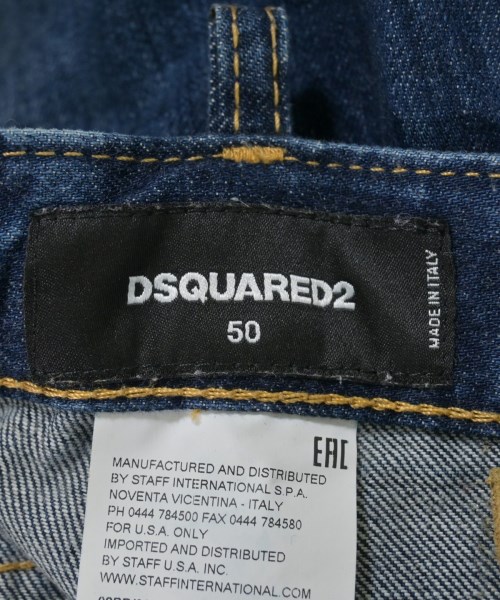 DSQUARED2
50
MADE IN ITALY
EAC
MANUFACTURED AND DISTRIBUTED
BY STAFF INTERNATIONAL S.P.A.
NOVENTA VICENTINA - ITALY
PH 0444 784500 FAX 0444 784580
FOR U.S.A. ONLY
IMPORTED AND DISTRIBUTED
BY STAFF U.S.A. INC.
WWW.STAFFINTERNATIONAL.COM